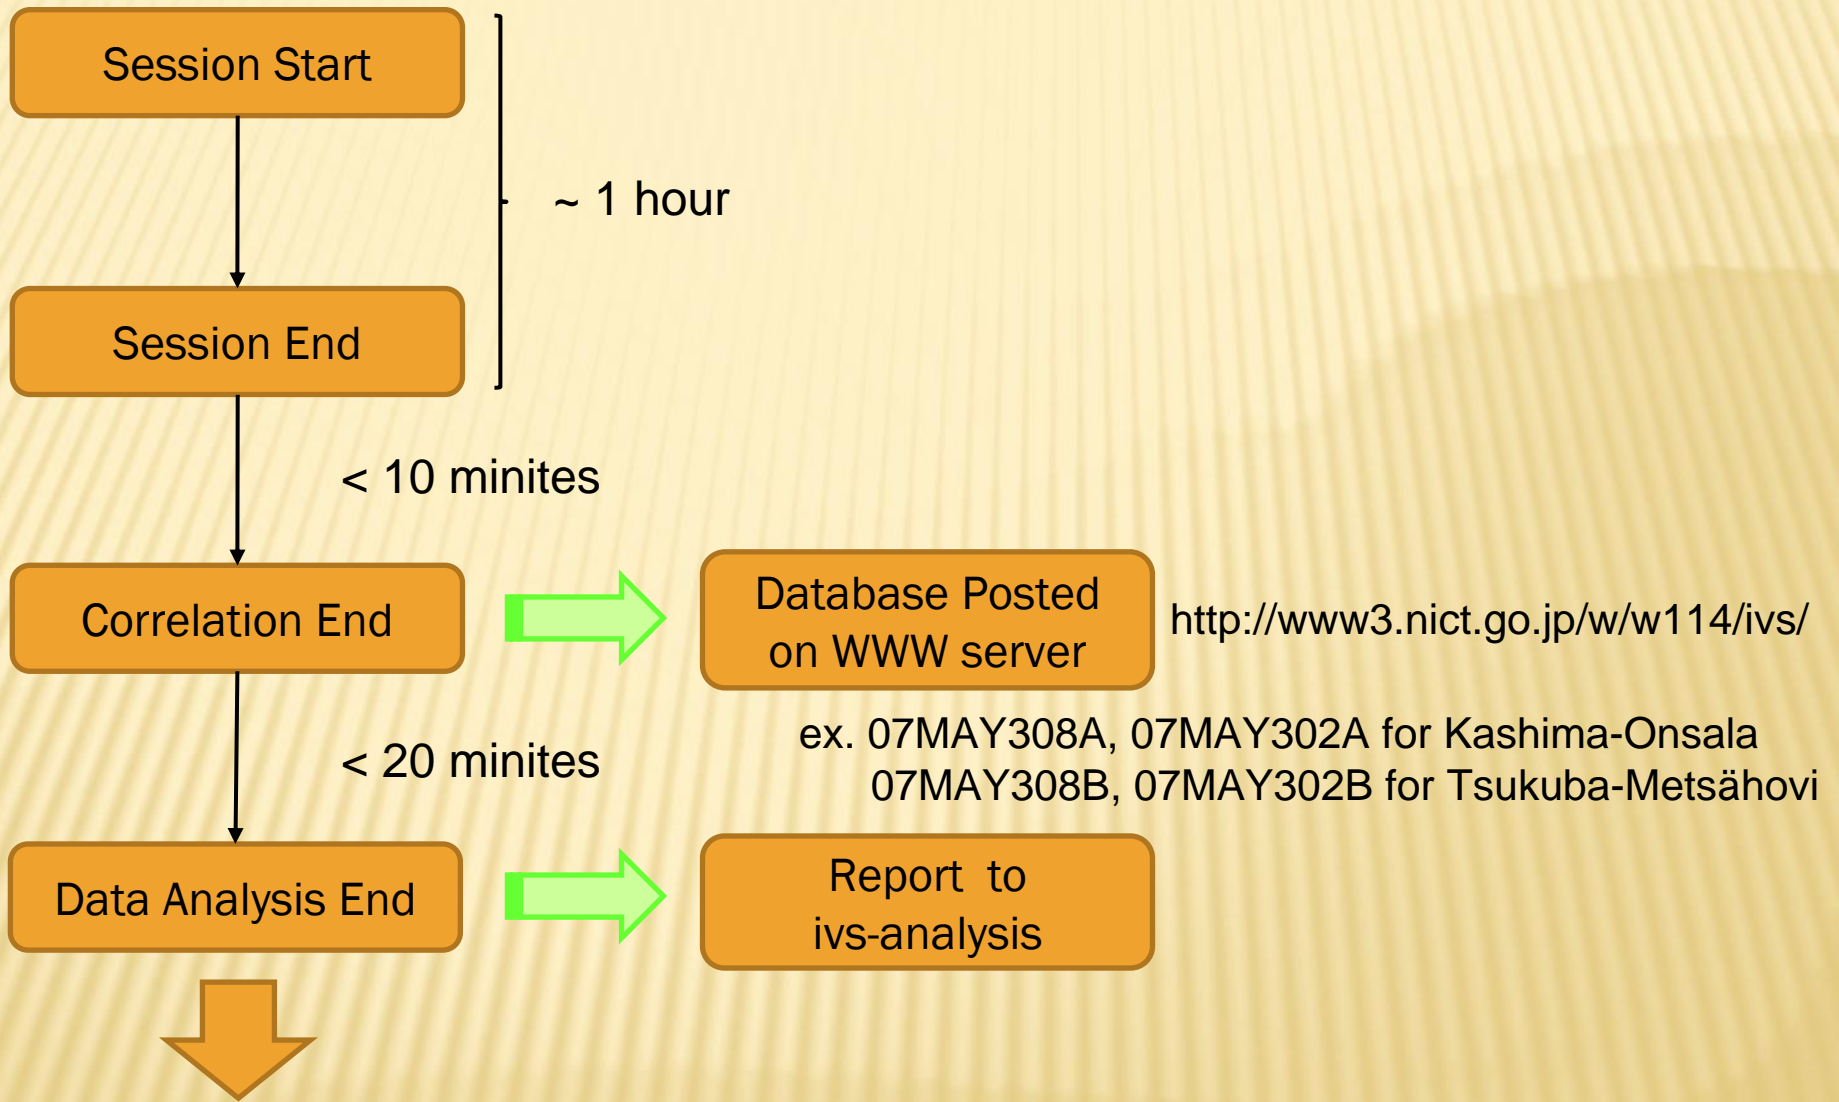 Session Start
~ 1 hour
Session End
< 10 minites
Correlation End
Database Posted
on WWW server
http://www3.nict.go.jp/w/w114/ivs/
ex. 07MAY308A, 07MAY302A for Kashima-Onsala
07MAY308B, 07MAY302B for Tsukuba-Metsähovi
< 20 minites
Data Analysis End
Report to
ivs-analysis